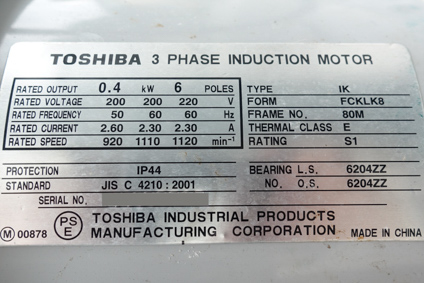 TOSHIBA 3 PHASE INDUCTION MOTOR
RATED OUTPUT 0.4 kW 6 POLES
RATED VOLTAGE 200 200 220 V
RATED FREQUENCY 50 60 60 Hz
RATED CURRENT 2.60 2.30 2.30 A
RATED SPEED 920 1110 1120 min⁻¹
TYPE IK
FORM FCKLK8
FRAME NO. 80M
THERMAL CLASS E
RATING S1
PROTECTION IP44
STANDARD JIS C 4210:2001
SERIAL NO.
BEARING L.S. 6204ZZ
NO. O.S. 6204ZZ
PS E
TOSHIBA INDUSTRIAL PRODUCTS
MANUFACTURING CORPORATION
M 00878
MADE IN CHINA